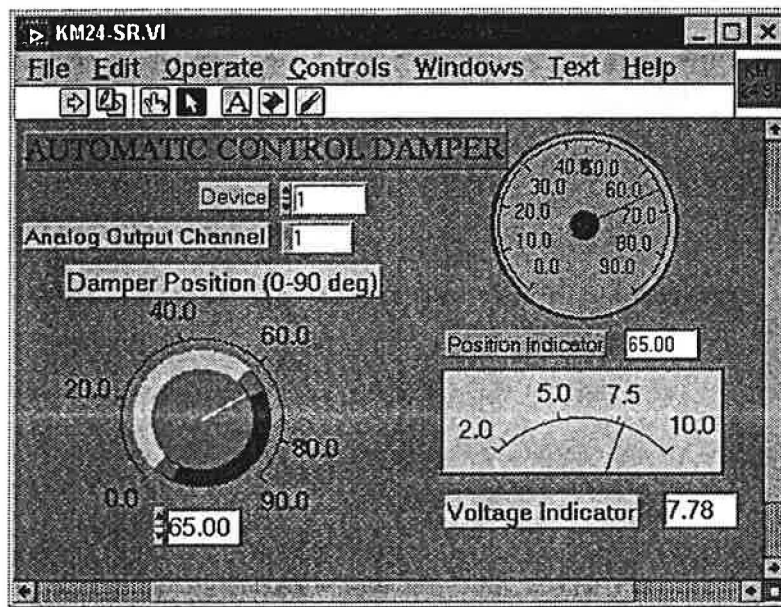 KM24-SR.VI
File Edit Operate Controls Windows Text Help
KM
A
AUTOMATIC CONTROL DAMPER
Device 1
Analog Output Channel 1
Damper Position (0-90 deg)
0.0 20.0 40.0 60.0 80.0 90.0
65.00
0.0 10.0 20.0 30.0 40.0 60.0 70.0 80.0 90.0
Position Indicator 65.00
2.0 5.0 7.5 10.0
Voltage Indicator 7.78